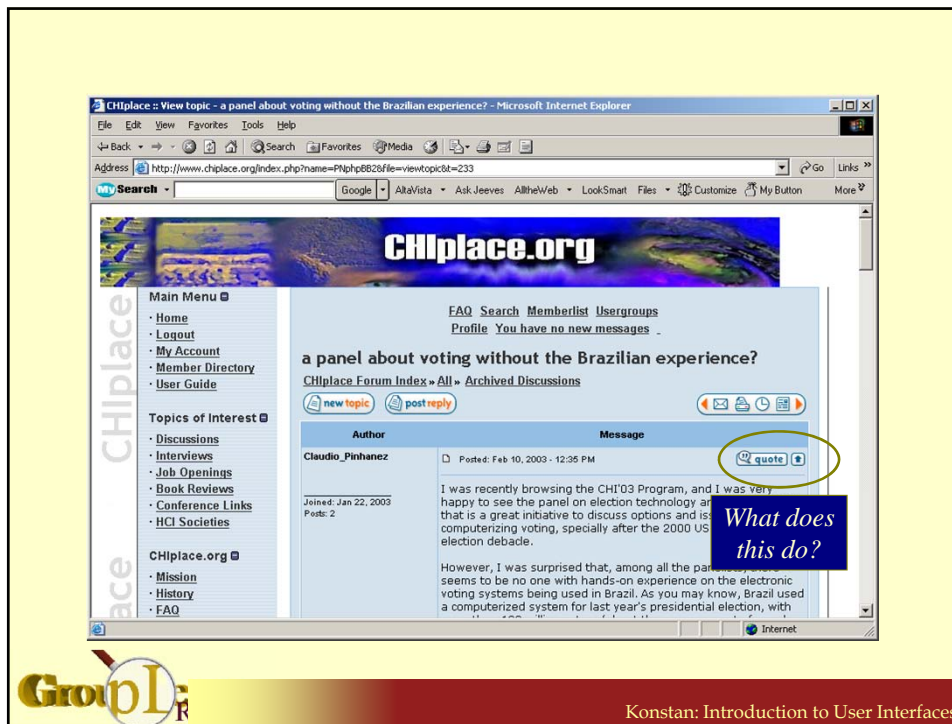 CHIplace :: View topic - a panel about voting without the Brazilian experience? - Microsoft Internet Explorer
File Edit View Favorites Tools Help
Back Search Favorites Media
Address http://www.chiplace.org/index.php?name=PNphpBB2&file=viewtopic&t=233 Go Links »
My Search Google AltaVista Ask Jeeves AlltheWeb LookSmart Files Customize My Button More »
CHIplace.org
CHIplace
Main Menu
· Home
· Logout
· My Account
· Member Directory
· User Guide
Topics of Interest
· Discussions
· Interviews
· Job Openings
· Book Reviews
· Conference Links
· HCI Societies
CHIplace.org
· Mission
· History
· FAQ
FAQ Search Memberlist Usergroups
Profile You have no new messages
a panel about voting without the Brazilian experience?
CHIplace Forum Index » All » Archived Discussions
new topic post reply
Author Message
Claudio_Pinhanez Posted: Feb 10, 2003 - 12:35 PM quote
Joined: Jan 22, 2003
Posts: 2
I was recently browsing the CHI'03 Program, and I was very
happy to see the panel on election technology
that is a great initiative to discuss options and
computerizing voting, specially after the 2000 US
election debacle.
However, I was surprised that, among all the
seems to be no one with hands-on experience on the electronic
voting systems being used in Brazil. As you may know, Brazil used
a computerized system for last year's presidential election, with
What does
this do?
Internet
Konstan: Introduction to User Interfaces